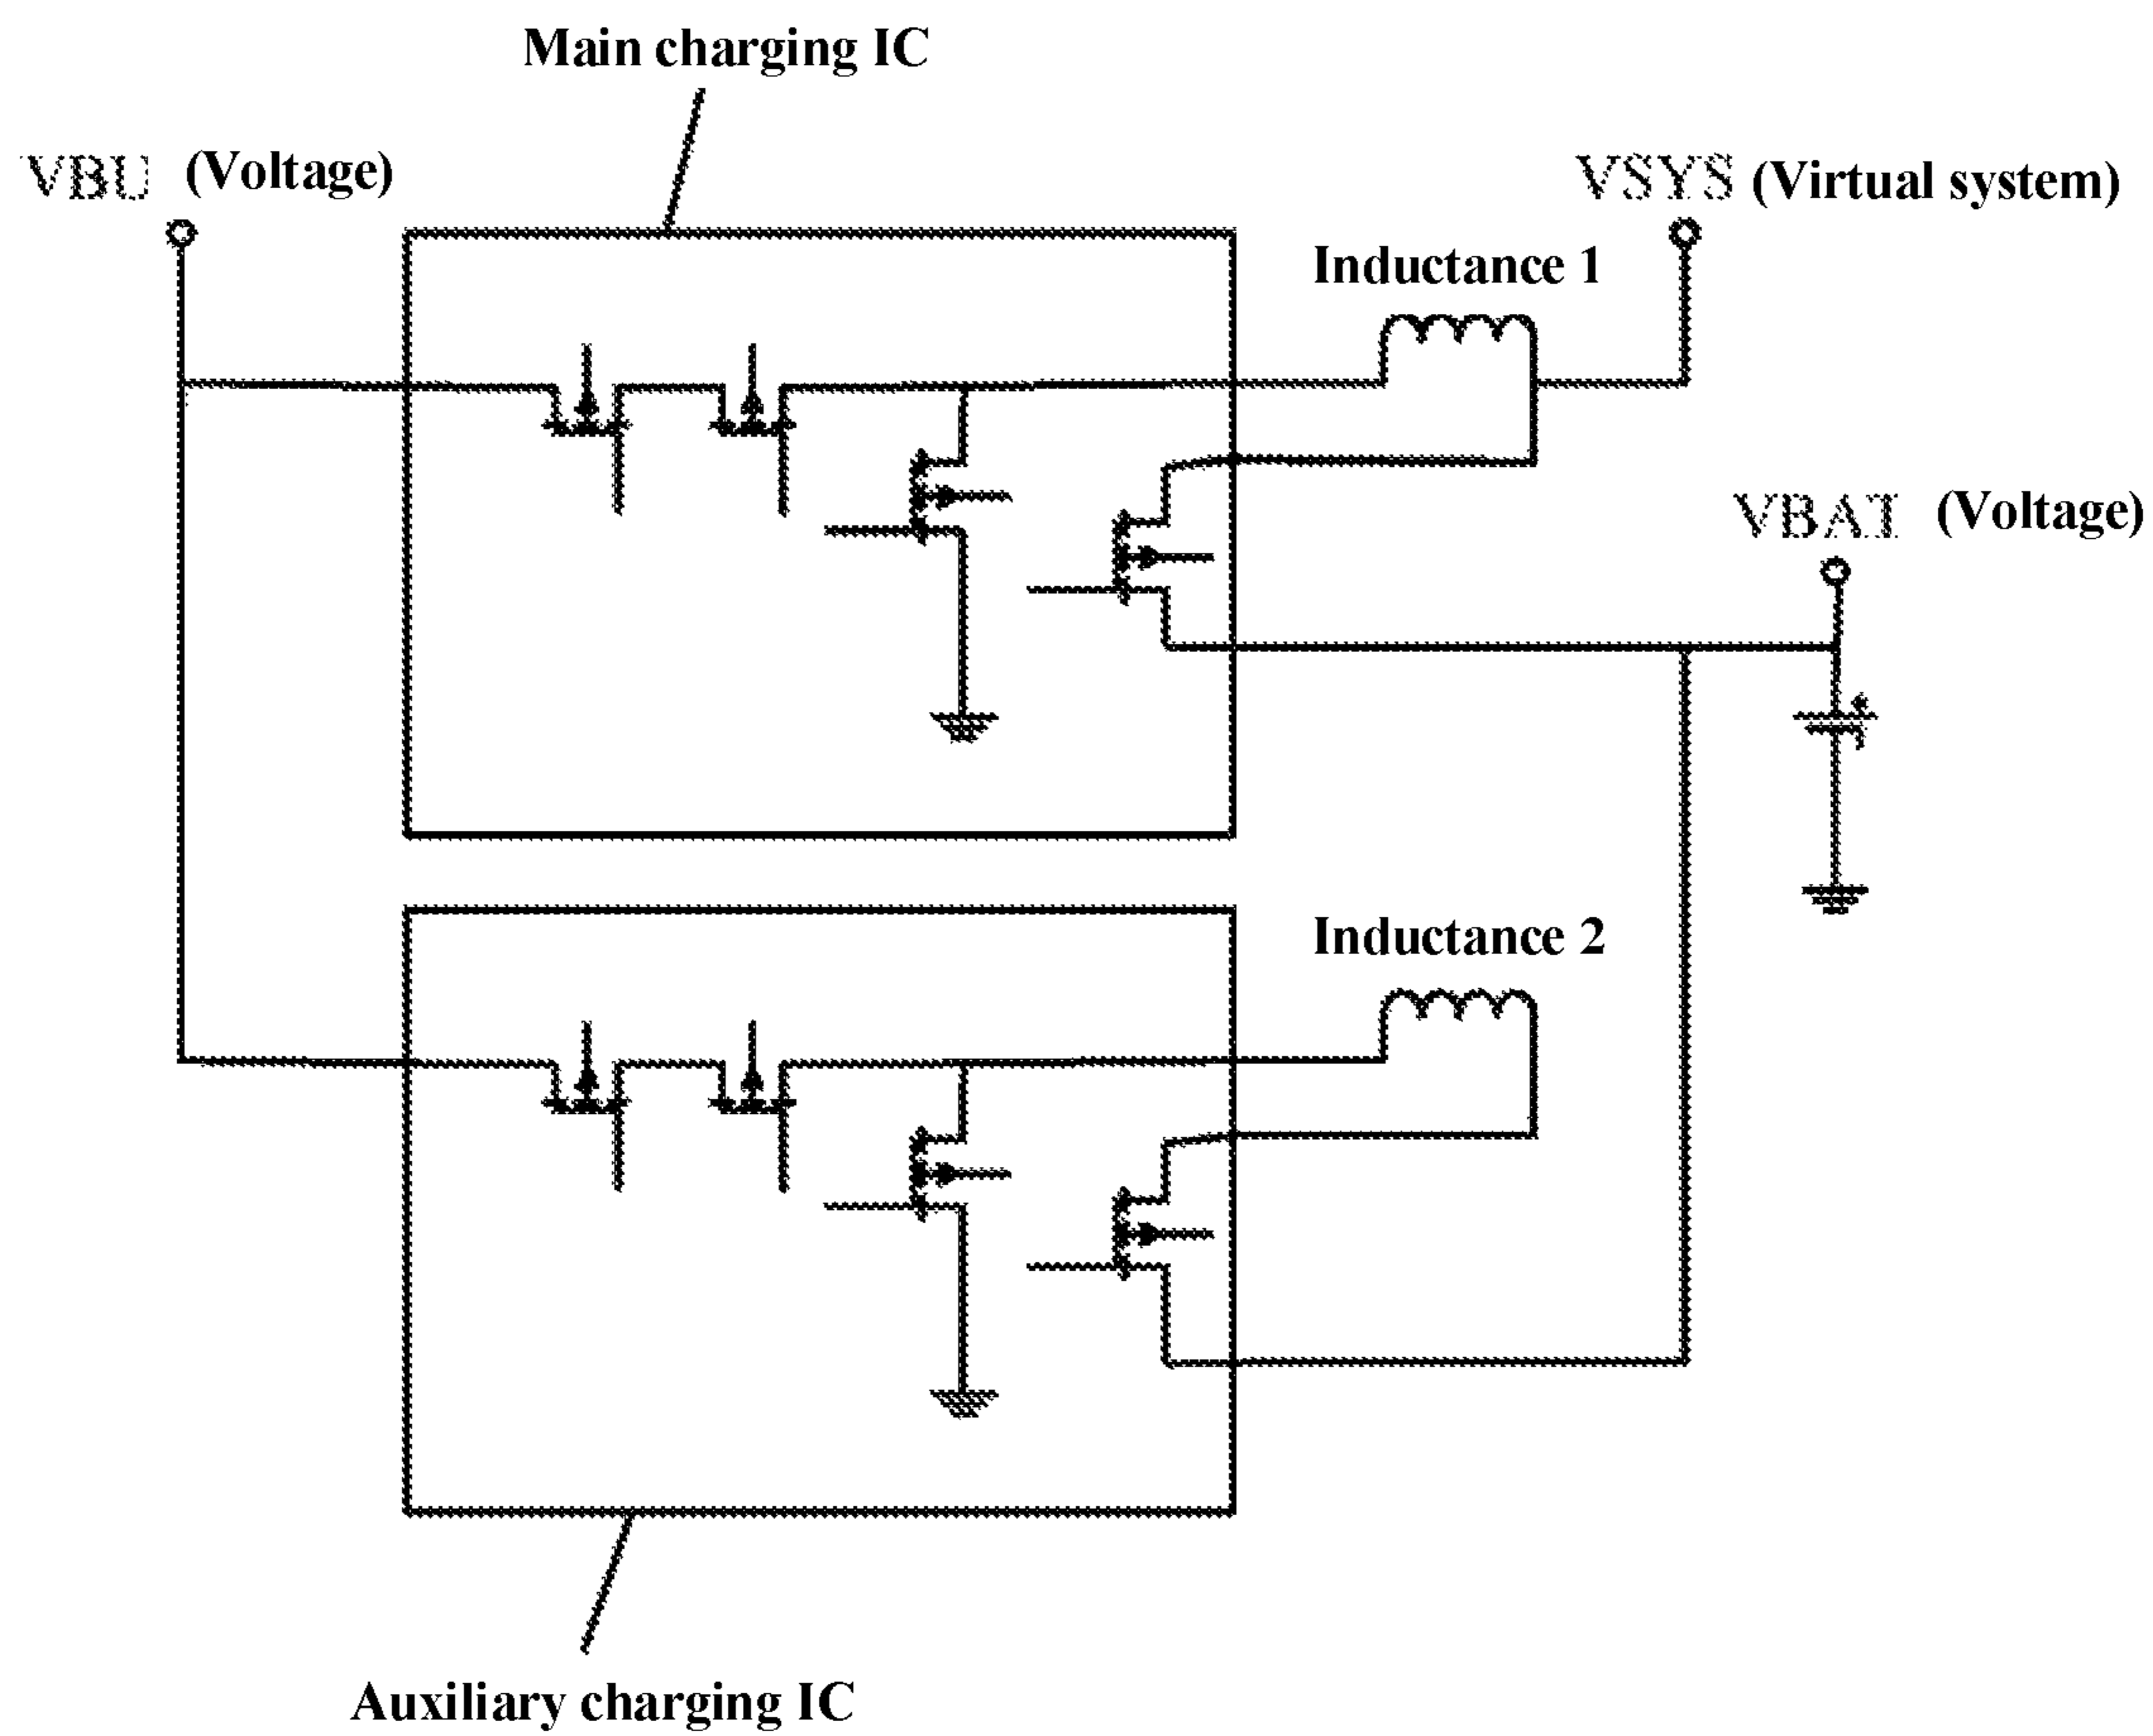 Main charging IC
VBU (Voltage)
VSYS (Virtual system)
Inductance 1
VBAT (Voltage)
Inductance 2
Auxiliary charging IC